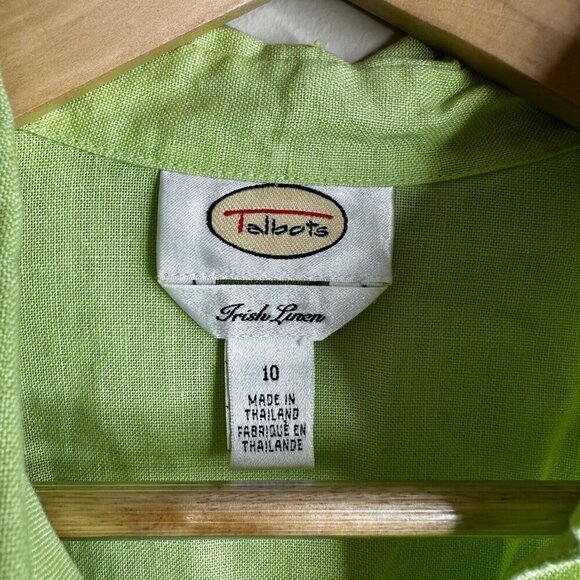 Talbots
Irish Linen
10
MADE IN
THAILAND
FABRIQUÉ EN
THAILANDE